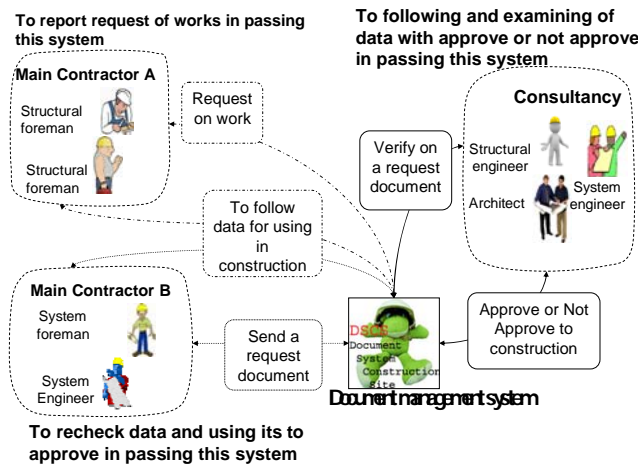 To report request of works in passing
this system
Main Contractor A
Structural
foreman
Structural
foreman
Request
on work
To following and examining of
data with approve or not approve
in passing this system
Consultancy
Structural
engineer
Architect
System
engineer
Verify on
a request
document
To follow
data for using
in
construction
Main Contractor B
System
foreman
System
Engineer
Send a
request
document
DSCS
Document
System
Construction
Site
Document management system
Approve or Not
Approve to
construction
To recheck data and using its to
approve in passing this system